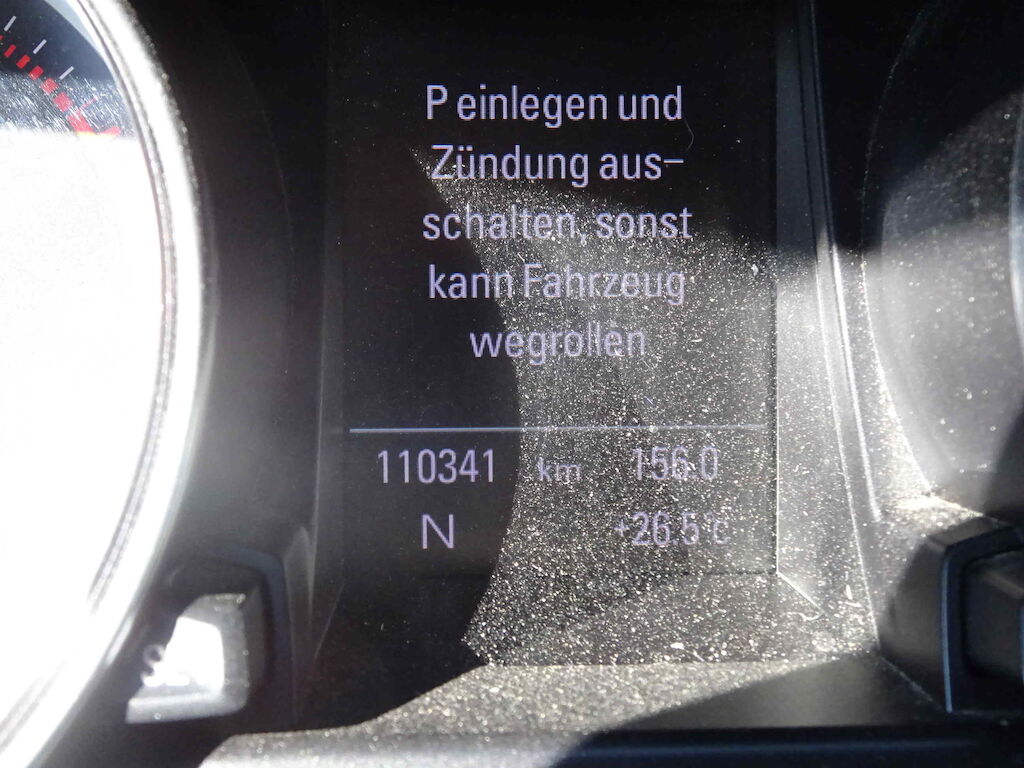 P einlegen und
Zündung aus-
schalten, sonst
kann Fahrzeug
wegrollen
110341 km 156.0
N +26.5°C